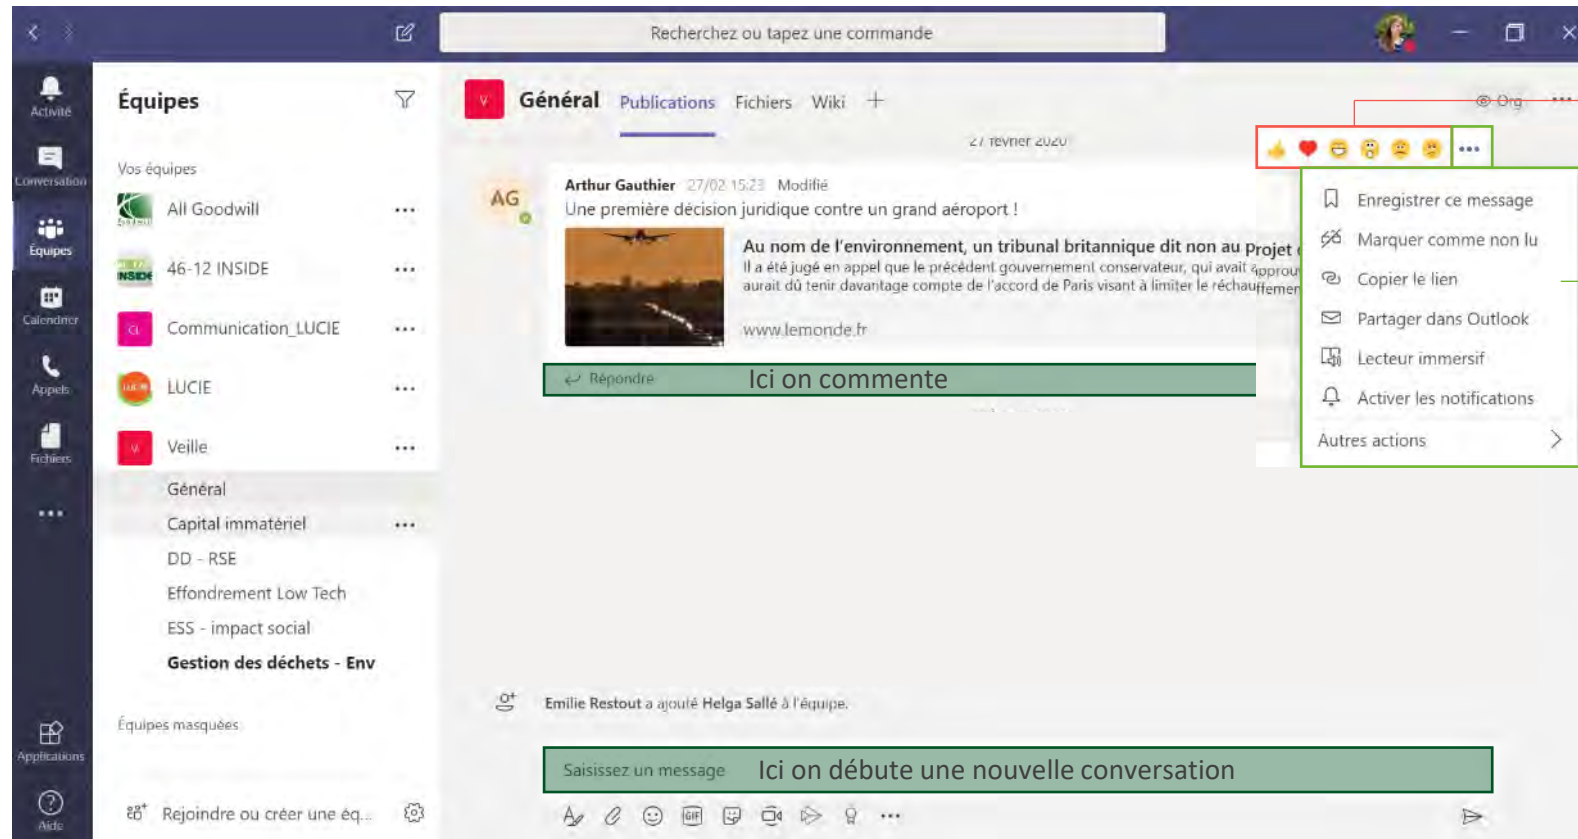 Recherchez ou tapez une commande
Activité
Conversation
Équipes
Calendrier
Appels
Fichiers
Applications
Aide
Équipes
Vos équipes
All Goodwill
46-12 INSIDE
CL
Communication_LUCIE
LUCIE
V
Veille
Général
Capital immatériel
DD - RSE
Effondrement Low Tech
ESS - impact social
Gestion des déchets - Env
Équipes masquées
Rejoindre ou créer une éq...
V
Général Publications Fichiers Wiki +
Org
27 février 2020
AG
Arthur Gauthier 27/02 15:23 Modifié
Une première décision juridique contre un grand aéroport !
Au nom de l'environnement, un tribunal britannique dit non au projet
Il a été jugé en appel que le précédent gouvernement conservateur, qui avait approu
aurait dû tenir davantage compte de l'accord de Paris visant à limiter le réchauffemen
www.lemonde.fr
Répondre Ici on commente
Enregistrer ce message
Marquer comme non lu
Copier le lien
Partager dans Outlook
Lecteur immersif
Activer les notifications
Autres actions
Emilie Restout a ajouté Helga Sallé à l'équipe.
Saisissez un message Ici on débute une nouvelle conversation
GIF